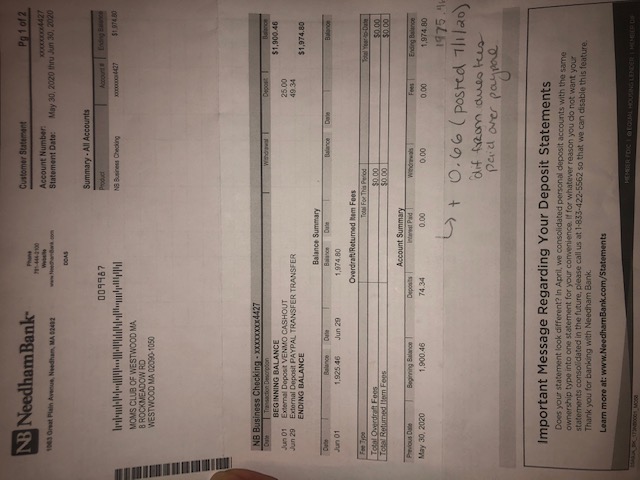 NB NeedhamBank
1063 Great Plain Avenue, Needham, MA 02492
Phone
781-444-2100
Website
www.NeedhamBank.com
DDAS
Customer Statement Pg 1 of 2
Account Number: xxxxxxxx4427
Statement Date: May 30, 2020 thru Jun 30, 2020
Summary - All Accounts
Product Account # Ending Balance
NB Business Checking xxxxxxxx4427 $1,974.80
009987
MOMS CLUB OF WESTWOOD MA
8 ROCKMEADOW RD
WESTWOOD MA 02090-1050
NB Business Checking - xxxxxxxx4427
Date Transaction Description Withdrawal Deposit Balance
BEGINNING BALANCE $1,900.46
Jun 01 External Deposit VENMO CASHOUT 25.00
Jun 29 External Deposit PAYPAL TRANSFER TRANSFER 49.34
ENDING BALANCE $1,974.80
Balance Summary
Date Balance Date Balance Date Balance Date Balance
Jun 01 1,925.46 Jun 29 1,974.80
Overdraft/Returned Item Fees
Fee Type Total For This Period Total Year-to-Date
Total Overdraft Fees $0.00 $0.00
Total Returned Item Fees $0.00 $0.00
Account Summary
Previous Date Beginning Balance Deposits Interest Paid Withdrawals Fees Ending Balance
May 30, 2020 1,900.46 74.34 0.00 0.00 0.00 1,974.80
+ 0.66 (posted 7/1/20)
dif from dues fees
paid over paypal
Important Message Regarding Your Deposit Statements
Does your statement look different? In April, we consolidated personal deposit accounts with the same
ownership type into one statement for your convenience. If for whatever reason you do not want your
statements consolidated in the future, please call us at 1-833-422-5562 so that we can disable this feature.
Thank you for banking with Needham Bank.
Learn more at: www.NeedhamBank.com/Statements
MEMBER FDIC EQUAL HOUSING LENDER